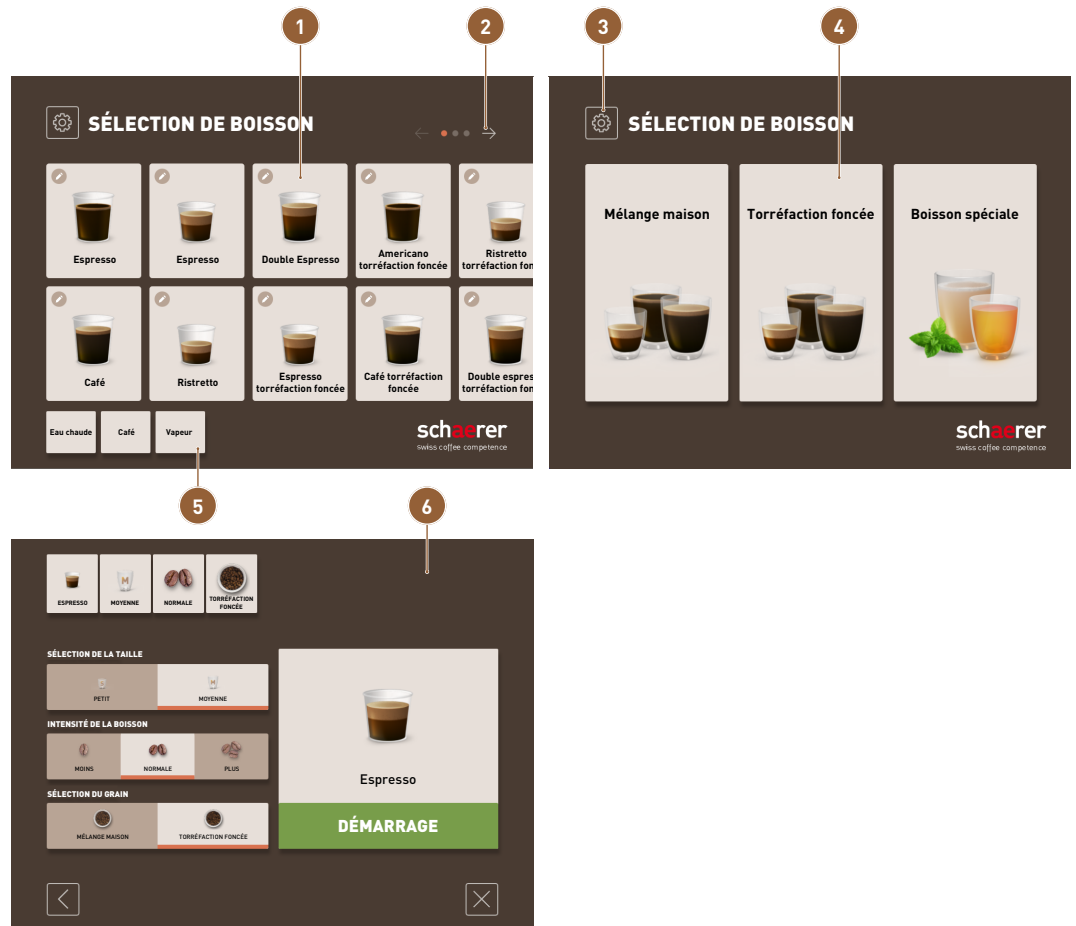 1
2
3
4
SÉLECTION DE BOISSON
Espresso
Espresso
Double Espresso
Americano
torréfaction foncée
Ristretto
torréfaction fon
Café
Ristretto
Espresso
torréfaction foncée
Café torréfaction
foncée
Double espres
torréfaction fon
Eau chaude
Café
Vapeur
schaerer
swiss coffee competence
SÉLECTION DE BOISSON
Mélange maison
Torréfaction foncée
Boisson spéciale
schaerer
swiss coffee competence
5
6
ESPRESSO
M
MOYENNE
NORMALE
TORRÉFACTION
FONCÉE
SÉLECTION DE LA TAILLE
PETIT
M
MOYENNE
INTENSITÉ DE LA BOISSON
MOINS
NORMALE
PLUS
SÉLECTION DU GRAIN
MÉLANGE MAISON
TORRÉFACTION FONCÉE
Espresso
DÉMARRAGE